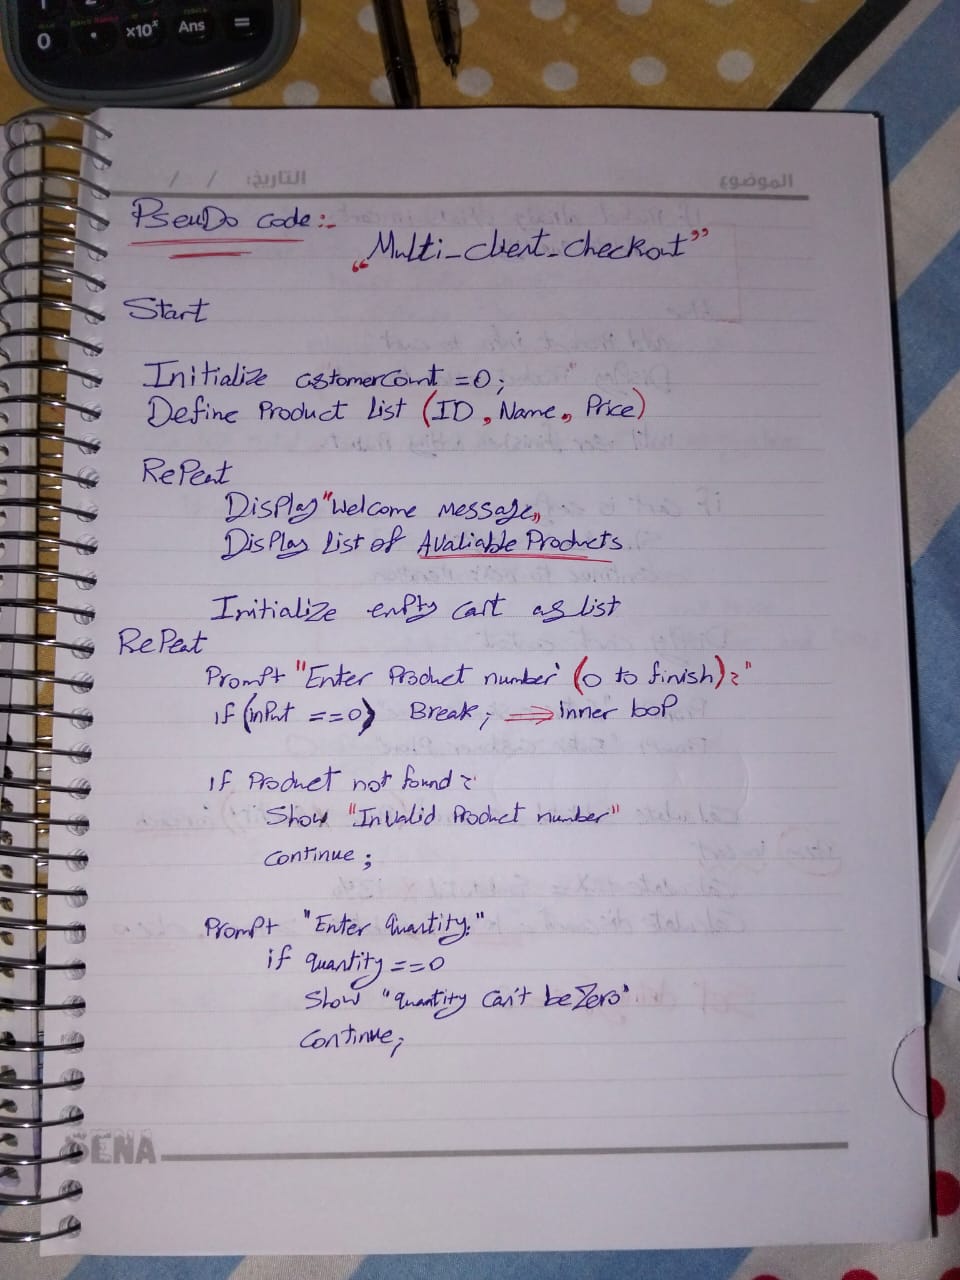 0 . ×10ˣ Ans =
الموضوع
التاريخ: / /
PseuDo code:-
"Multi_client_checkout"
Start
Initialize cstomercount =0;
Define Product List (ID, Name, Price)
RePeat
Display "Welcome message"
Display List of Avaliable Products.
Initialize empty cart as list
RePeat
Prompt "Enter Product number (0 to finish):"
if (input ==0) Break; ⇒ inner loop
if Product not found:
Show "Invalid Product number"
continue;
Prompt "Enter Quantity:"
if quantity ==0
Show "quantity can't be Zero"
continue;
SENA